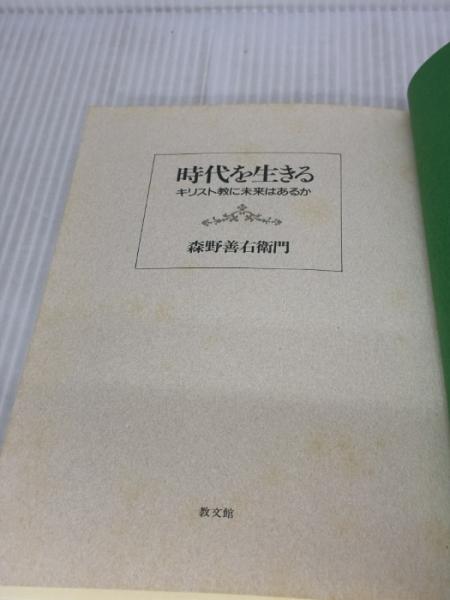 時代を生きる
キリスト教に未来はあるか
森野善右衛門
教文館